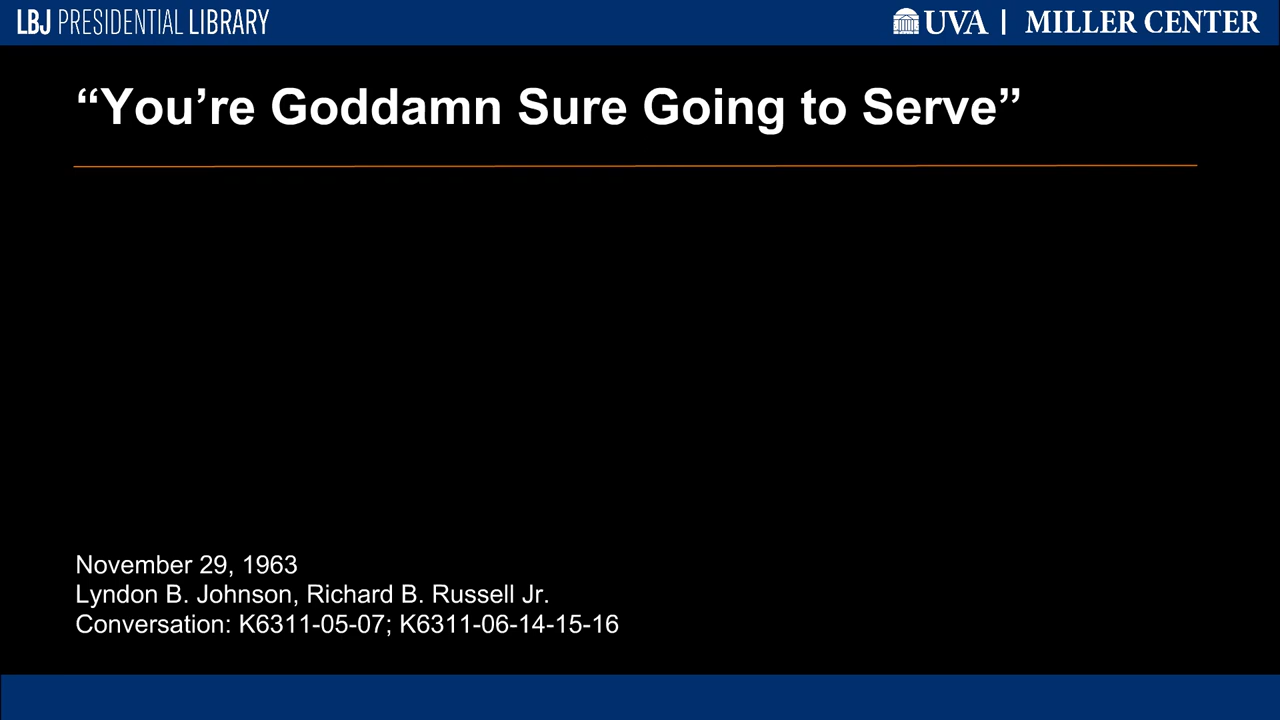 LBJ PRESIDENTIAL LIBRARY
UVA | MILLER CENTER
“You’re Goddamn Sure Going to Serve”
November 29, 1963
Lyndon B. Johnson, Richard B. Russell Jr.
Conversation: K6311-05-07; K6311-06-14-15-16